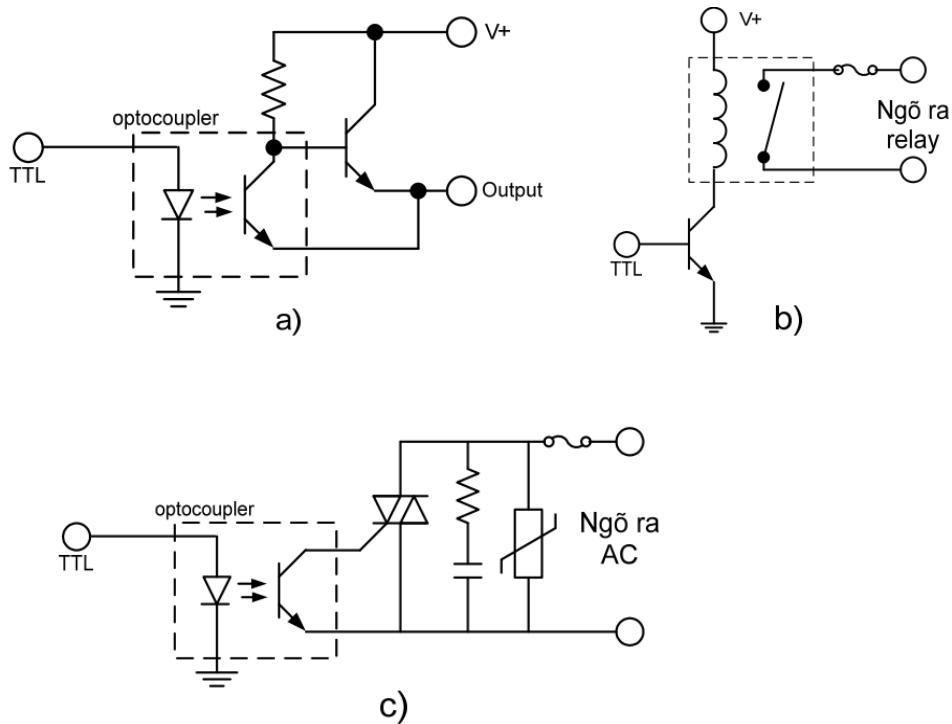 V+
optocoupler
TTL
Output
a)
V+
Ngõ ra
relay
TTL
b)
optocoupler
TTL
Ngõ ra
AC
c)